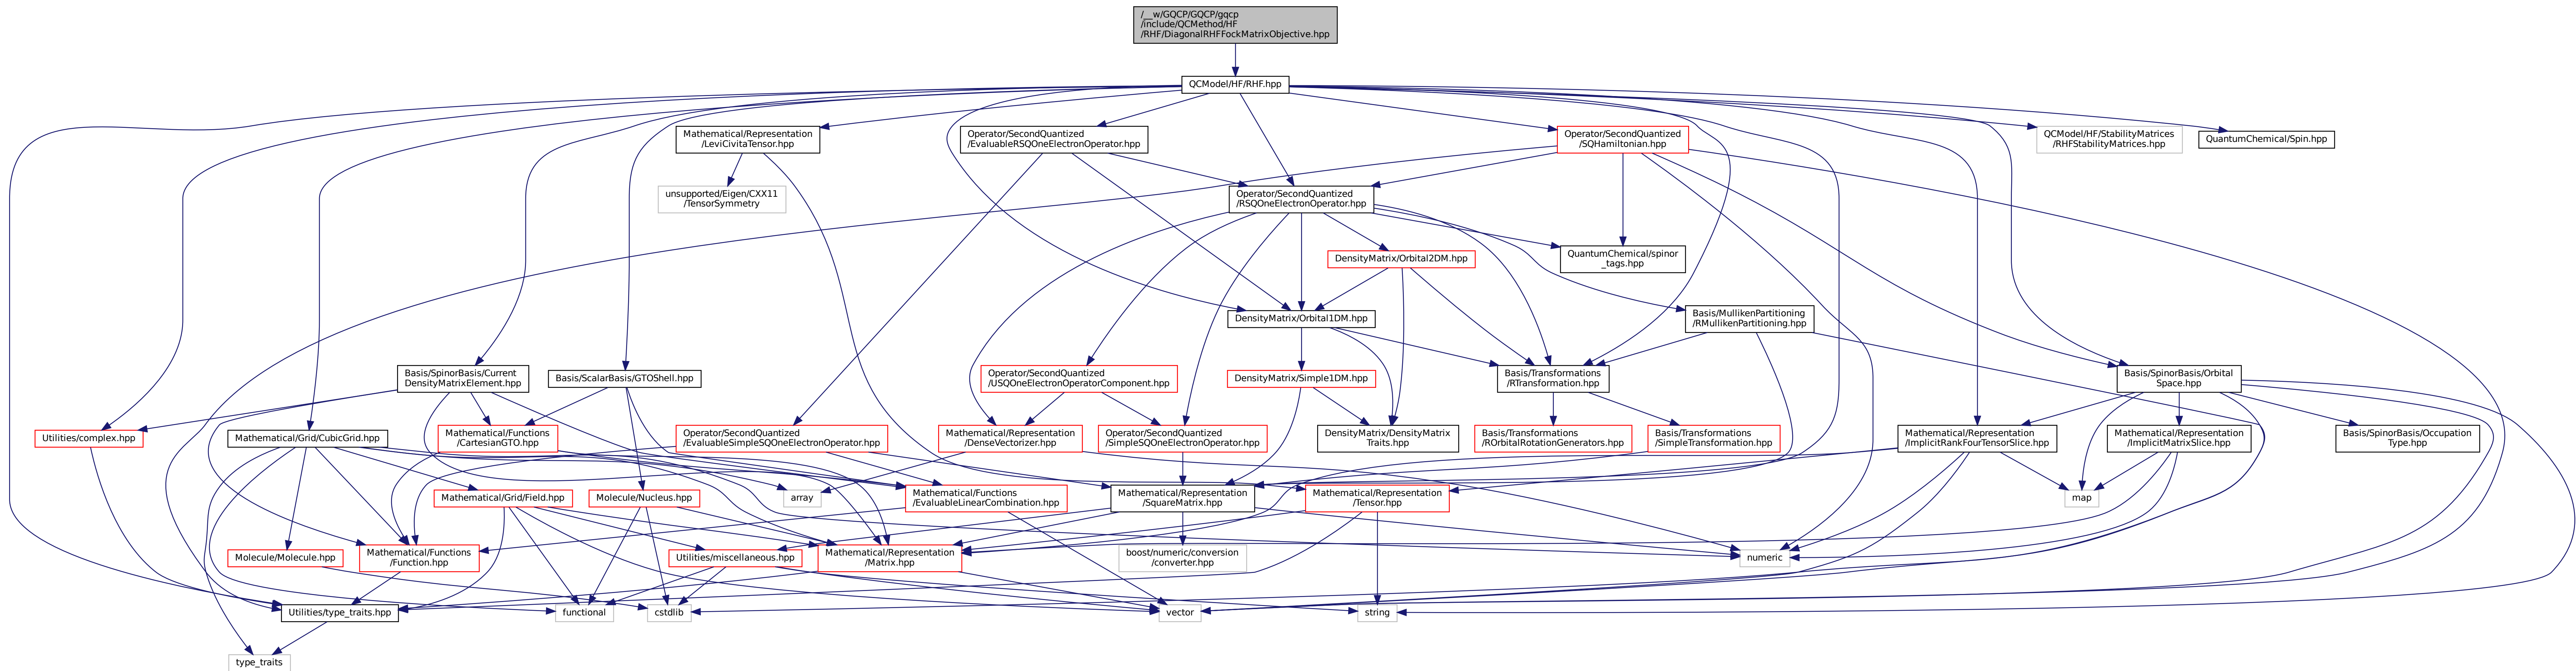 /__w/GQCP/GQCP/gqcp
/include/QCMethod/HF
/RHF/DiagonalRHFFockMatrixObjective.hpp
QCModel/HF/RHF.hpp
Mathematical/Representation
/LeviCivitaTensor.hpp
Operator/SecondQuantized
/EvaluableRSQOneElectronOperator.hpp
Operator/SecondQuantized
/SQHamiltonian.hpp
QCModel/HF/StabilityMatrices
/RHFStabilityMatrices.hpp
QuantumChemical/Spin.hpp
unsupported/Eigen/CXX11
/TensorSymmetry
Operator/SecondQuantized
/RSQOneElectronOperator.hpp
QuantumChemical/spinor
_tags.hpp
DensityMatrix/Orbital2DM.hpp
DensityMatrix/Orbital1DM.hpp
Basis/MullikenPartitioning
/RMullikenPartitioning.hpp
Basis/SpinorBasis/Current
DensityMatrixElement.hpp
Basis/ScalarBasis/GTOShell.hpp
Operator/SecondQuantized
/USQOneElectronOperatorComponent.hpp
DensityMatrix/Simple1DM.hpp
Basis/Transformations
/RTransformation.hpp
Basis/SpinorBasis/Orbital
Space.hpp
Utilities/complex.hpp
Mathematical/Grid/CubicGrid.hpp
Mathematical/Functions
/CartesianGTO.hpp
Operator/SecondQuantized
/EvaluableSimpleSQOneElectronOperator.hpp
Mathematical/Representation
/DenseVectorizer.hpp
Operator/SecondQuantized
/SimpleSQOneElectronOperator.hpp
DensityMatrix/DensityMatrix
Traits.hpp
Basis/Transformations
/ROrbitalRotationGenerators.hpp
Basis/Transformations
/SimpleTransformation.hpp
Mathematical/Representation
/ImplicitRankFourTensorSlice.hpp
Mathematical/Representation
/ImplicitMatrixSlice.hpp
Basis/SpinorBasis/Occupation
Type.hpp
Mathematical/Grid/Field.hpp
Molecule/Nucleus.hpp
array
Mathematical/Functions
/EvaluableLinearCombination.hpp
Mathematical/Representation
/SquareMatrix.hpp
Mathematical/Representation
/Tensor.hpp
map
Molecule/Molecule.hpp
Mathematical/Functions
/Function.hpp
Utilities/miscellaneous.hpp
Mathematical/Representation
/Matrix.hpp
boost/numeric/conversion
/converter.hpp
numeric
Utilities/type_traits.hpp
functional
cstdlib
vector
string
type_traits